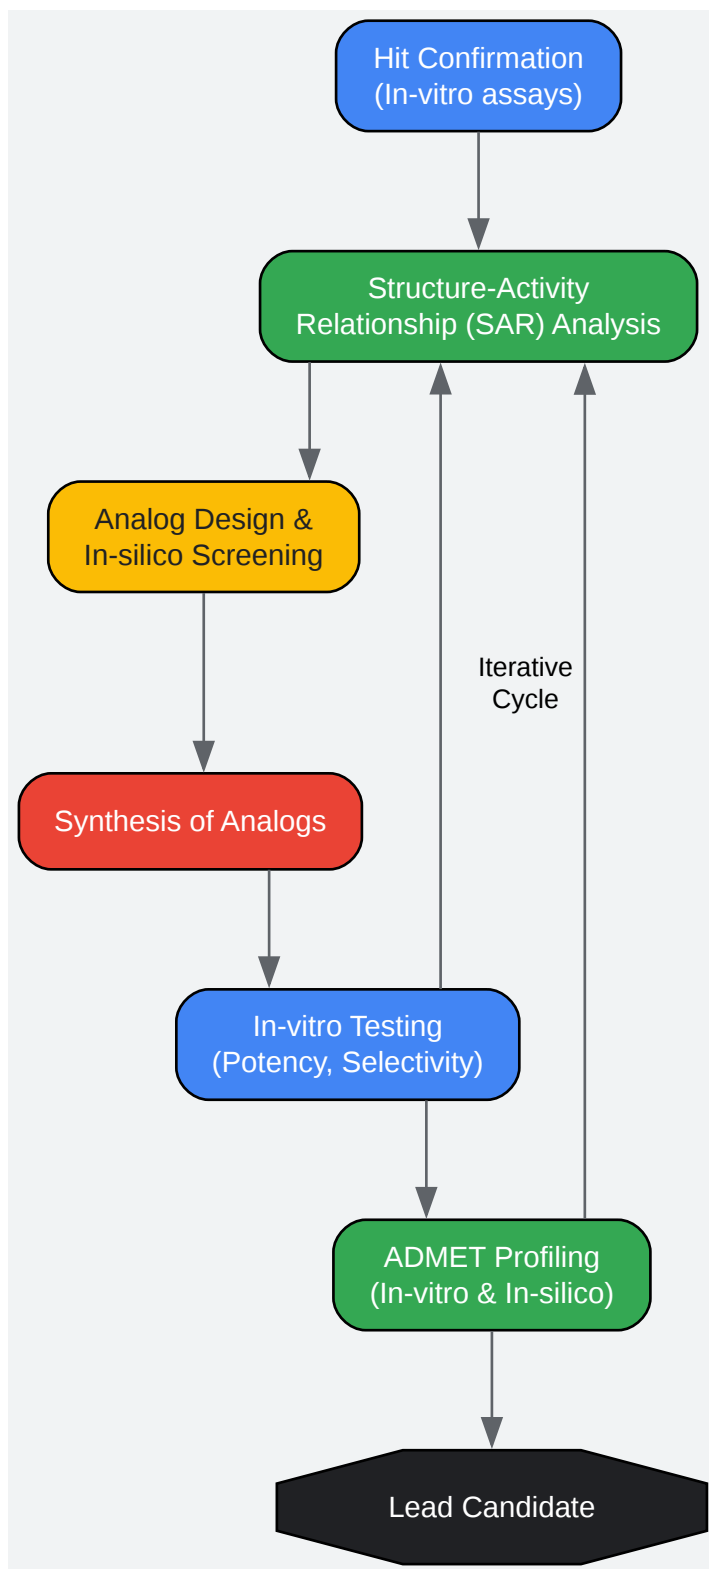 Hit Confirmation
(In-vitro assays)
Structure-Activity
Relationship (SAR) Analysis
Analog Design &
In-silico Screening
Iterative
Cycle
Synthesis of Analogs
In-vitro Testing
(Potency, Selectivity)
ADMET Profiling
(In-vitro & In-silico)
Lead Candidate